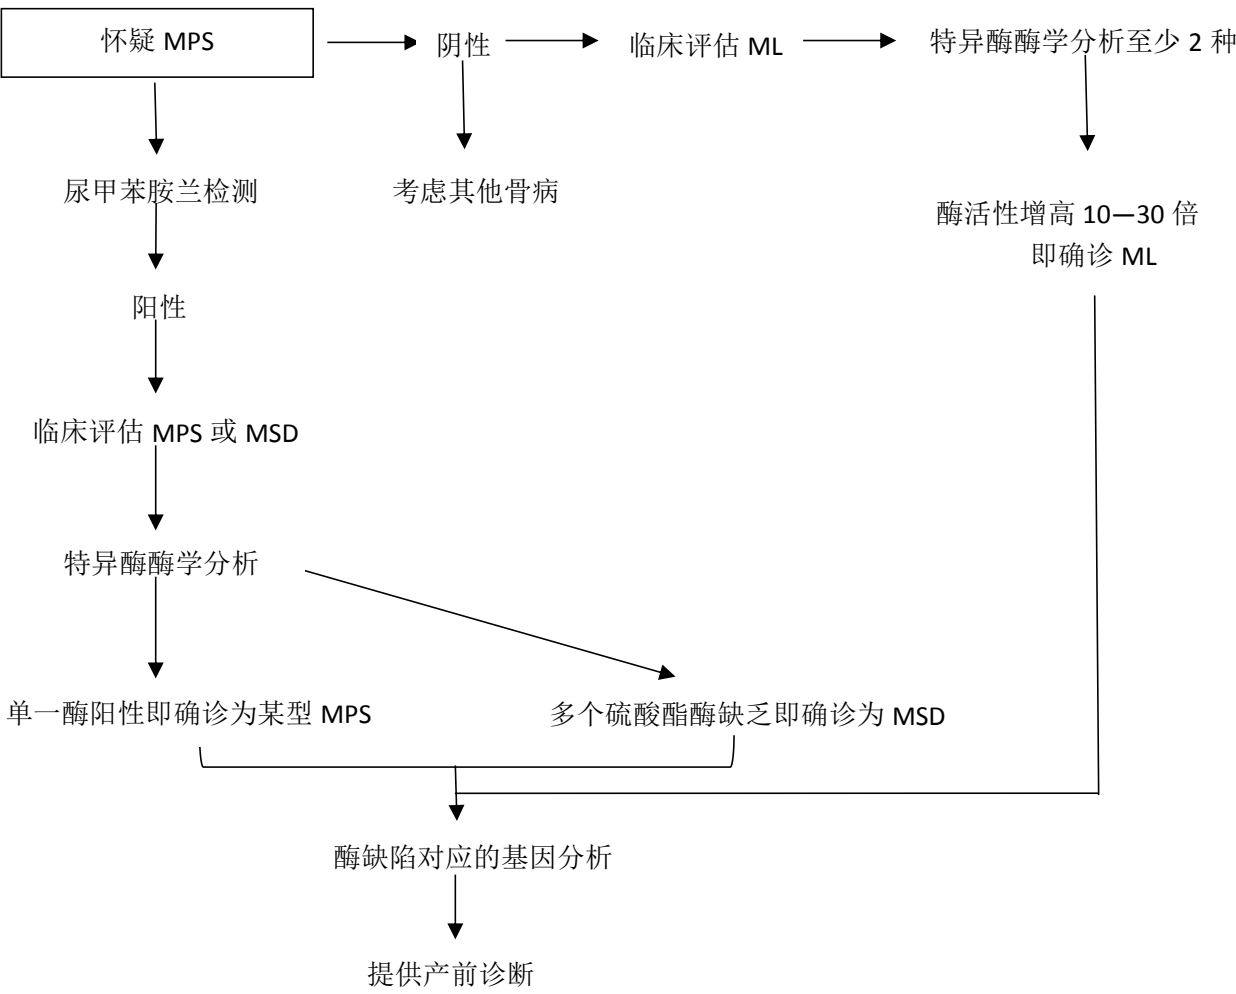 怀疑 MPS
阴性
临床评估 ML
特异酶酶学分析至少 2 种
尿甲苯胺兰检测
考虑其他骨病
酶活性增高 10—30 倍
即确诊 ML
阳性
临床评估 MPS 或 MSD
特异酶酶学分析
单一酶阳性即确诊为某型 MPS
多个硫酸酯酶缺乏即确诊为 MSD
酶缺陷对应的基因分析
提供产前诊断